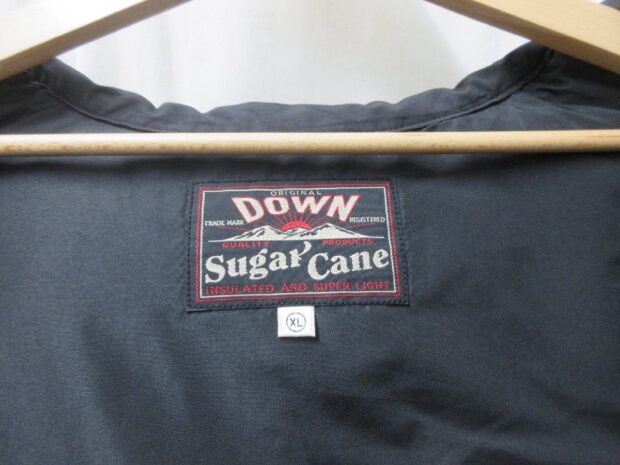 ORIGINAL
DOWN
TRADE MARK REGISTERED
QUALITY PRODUCTS
Sugar Cane
INSULATED AND SUPER LIGHT
XL